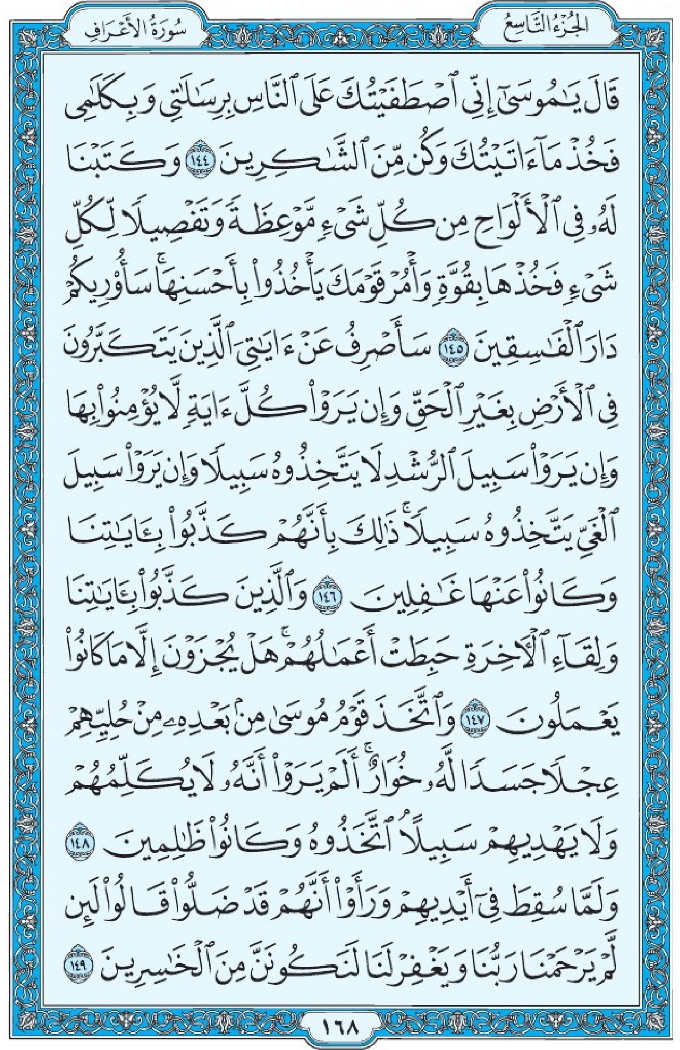 سُورَةُ الأَعۡرَافِ
الجُزۡءُ التَّاسِعُ
قَالَ يَٰمُوسَىٰٓ إِنِّي ٱصۡطَفَيۡتُكَ عَلَى ٱلنَّاسِ بِرِسَٰلَٰتِي وَبِكَلَٰمِي
فَخُذۡ مَآ ءَاتَيۡتُكَ وَكُن مِّنَ ٱلشَّٰكِرِينَ ١٤٤ وَكَتَبۡنَا
لَهُۥ فِي ٱلۡأَلۡوَاحِ مِن كُلِّ شَيۡءٖ مَّوۡعِظَةٗ وَتَفۡصِيلٗا لِّكُلِّ
شَيۡءٖ فَخُذۡهَا بِقُوَّةٖ وَأۡمُرۡ قَوۡمَكَ يَأۡخُذُواْ بِأَحۡسَنِهَاۚ سَأُوْرِيكُمۡ
دَارَ ٱلۡفَٰسِقِينَ ١٤٥ سَأَصۡرِفُ عَنۡ ءَايَٰتِيَ ٱلَّذِينَ يَتَكَبَّرُونَ
فِي ٱلۡأَرۡضِ بِغَيۡرِ ٱلۡحَقِّ وَإِن يَرَوۡاْ كُلَّ ءَايَةٖ لَّا يُؤۡمِنُواْ بِهَا
وَإِن يَرَوۡاْ سَبِيلَ ٱلرُّشۡدِ لَا يَتَّخِذُوهُ سَبِيلٗا وَإِن يَرَوۡاْ سَبِيلَ
ٱلۡغَيِّ يَتَّخِذُوهُ سَبِيلٗاۚ ذَٰلِكَ بِأَنَّهُمۡ كَذَّبُواْ بِـَٔايَٰتِنَا
وَكَانُواْ عَنۡهَا غَٰفِلِينَ ١٤٦ وَٱلَّذِينَ كَذَّبُواْ بِـَٔايَٰتِنَا
وَلِقَآءِ ٱلۡأٓخِرَةِ حَبِطَتۡ أَعۡمَٰلُهُمۡۚ هَلۡ يُجۡزَوۡنَ إِلَّا مَا كَانُواْ
يَعۡمَلُونَ ١٤٧ وَٱتَّخَذَ قَوۡمُ مُوسَىٰ مِنۢ بَعۡدِهِۦ مِنۡ حُلِيِّهِمۡ
عِجۡلٗا جَسَدٗا لَّهُۥ خُوَارٌۚ أَلَمۡ يَرَوۡاْ أَنَّهُۥ لَا يُكَلِّمُهُمۡ
وَلَا يَهۡدِيهِمۡ سَبِيلًاۘ ٱتَّخَذُوهُ وَكَانُواْ ظَٰلِمِينَ ١٤٨
وَلَمَّا سُقِطَ فِيٓ أَيۡدِيهِمۡ وَرَأَوۡاْ أَنَّهُمۡ قَدۡ ضَلُّواْ قَالُواْ لَئِن
لَّمۡ يَرۡحَمۡنَا رَبُّنَا وَيَغۡفِرۡ لَنَا لَنَكُونَنَّ مِنَ ٱلۡخَٰسِرِينَ ١٤٩
١٦٨